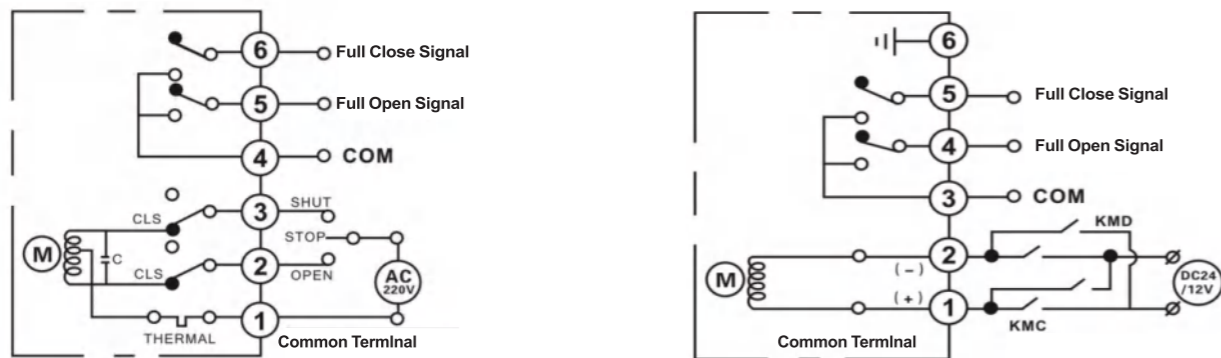 6 Full Close Signal
5 Full Open Signal
4 COM
3 SHUT
CLS
STOP
M
C
CLS
2 OPEN
AC
220V
THERMAL
1
Common TermInal
6
5 Full Close Signal
4 Full Open Signal
3 COM
KMD
2
(-)
M
DC24
/12V
(+)
1
KMC
Common TermInal